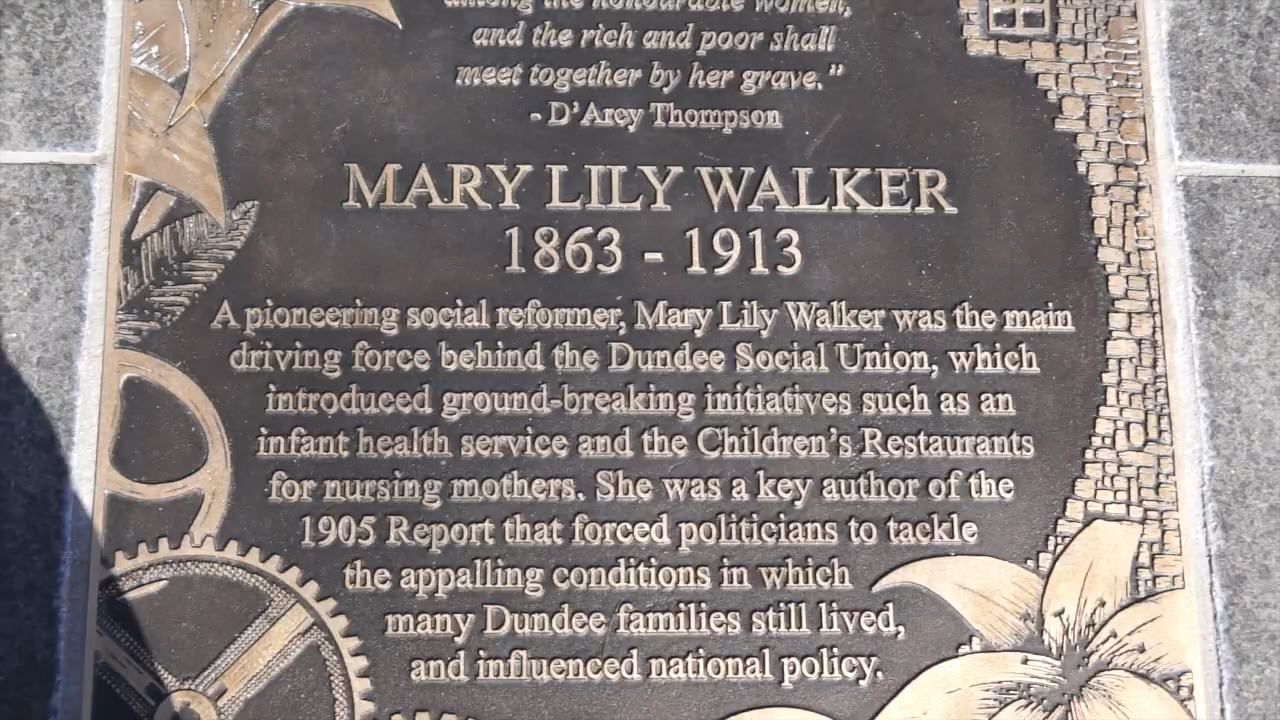 among the honourable women,
and the rich and poor shall
meet together by her grave."
- D'Arcy Thompson
MARY LILY WALKER
1863 - 1913
A pioneering social reformer, Mary Lily Walker was the main
driving force behind the Dundee Social Union, which
introduced ground-breaking initiatives such as an
infant health service and the Children's Restaurants
for nursing mothers. She was a key author of the
1905 Report that forced politicians to tackle
the appalling conditions in which
many Dundee families still lived,
and influenced national policy.